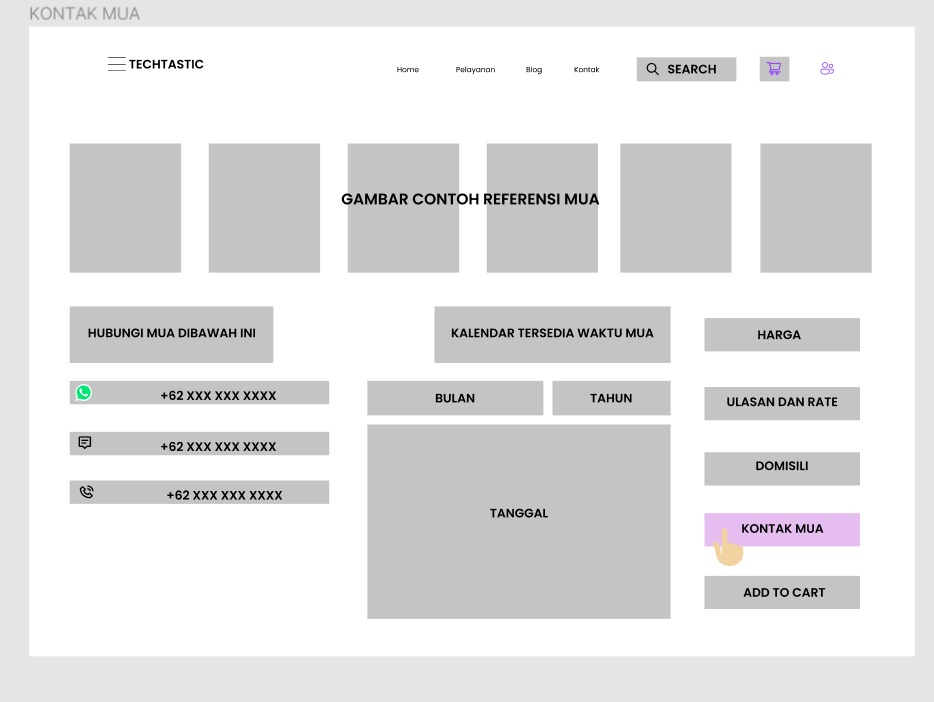 KONTAK MUA
TECHTASTIC
Home
Pelayanan
Blog
Kontak
SEARCH
GAMBAR CONTOH REFERENSI MUA
HUBUNGI MUA DIBAWAH INI
KALENDAR TERSEDIA WAKTU MUA
HARGA
+62 XXX XXX XXXX
BULAN
TAHUN
ULASAN DAN RATE
+62 XXX XXX XXXX
DOMISILI
+62 XXX XXX XXXX
TANGGAL
KONTAK MUA
ADD TO CART